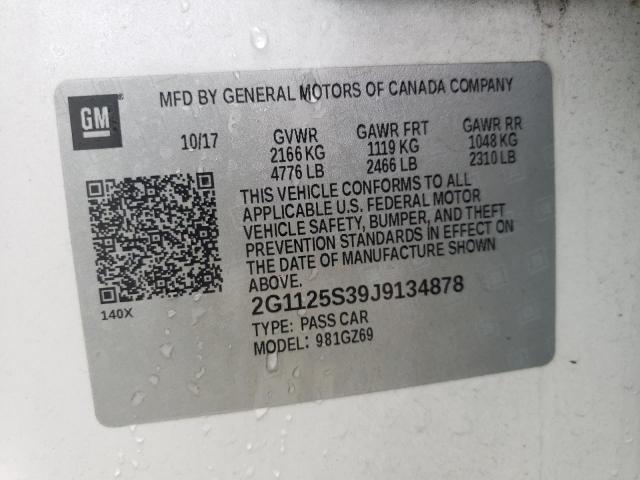 GM
MFD BY GENERAL MOTORS OF CANADA COMPANY
10/17 GVWR GAWR FRT GAWR RR
2166 KG 1119 KG 1048 KG
4776 LB 2466 LB 2310 LB
THIS VEHICLE CONFORMS TO ALL
APPLICABLE U.S. FEDERAL MOTOR
VEHICLE SAFETY, BUMPER, AND THEFT
PREVENTION STANDARDS IN EFFECT ON
THE DATE OF MANUFACTURE SHOWN
ABOVE.
140X
2G1125S39J9134878
TYPE: PASS CAR
MODEL: 981GZ69